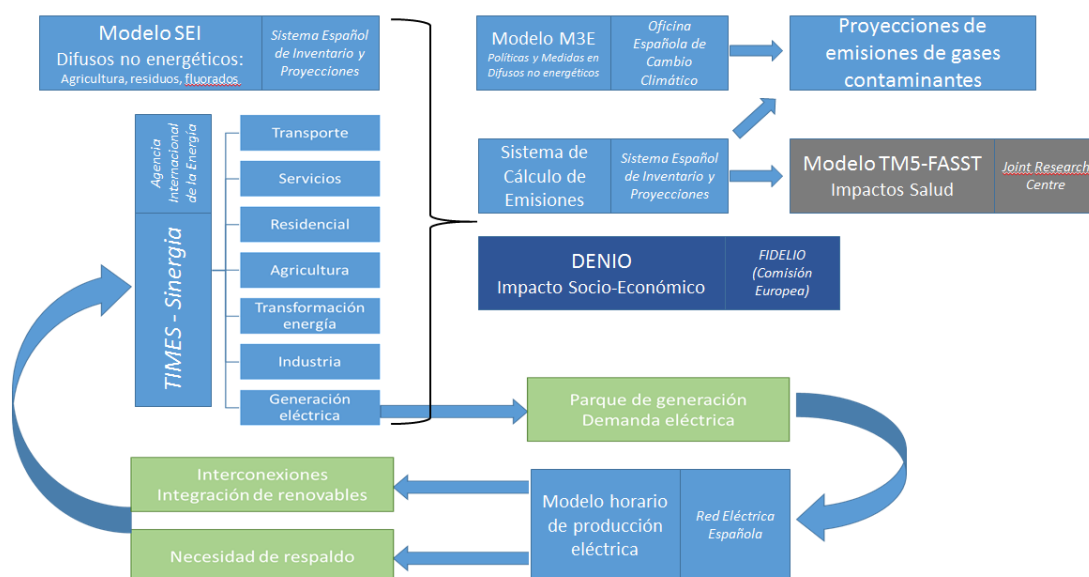 Modelo SEI
Difusos no energéticos:
Agricultura, residuos, fluorados
Sistema Español
de Inventario y
Proyecciones
Modelo M3E
Políticas y Medidas en
Difusos no energéticos
Oficina
Española de
Cambio
Climático
Proyecciones de
emisiones de gases
contaminantes
Agencia
Internacional
de la Energía
TIMES - Sinergia
Transporte
Servicios
Residencial
Agricultura
Transformación
energía
Industria
Generación
eléctrica
Sistema de
Cálculo de
Emisiones
Sistema Español
de Inventario y
Proyecciones
Modelo TM5-FASST
Impactos Salud
Joint Research
Centre
DENIO
Impacto Socio-Económico
FIDELIO
(Comisión
Europea)
Parque de generación
Demanda eléctrica
Interconexiones
Integración de renovables
Necesidad de respaldo
Modelo horario
de producción
eléctrica
Red Eléctrica
Española